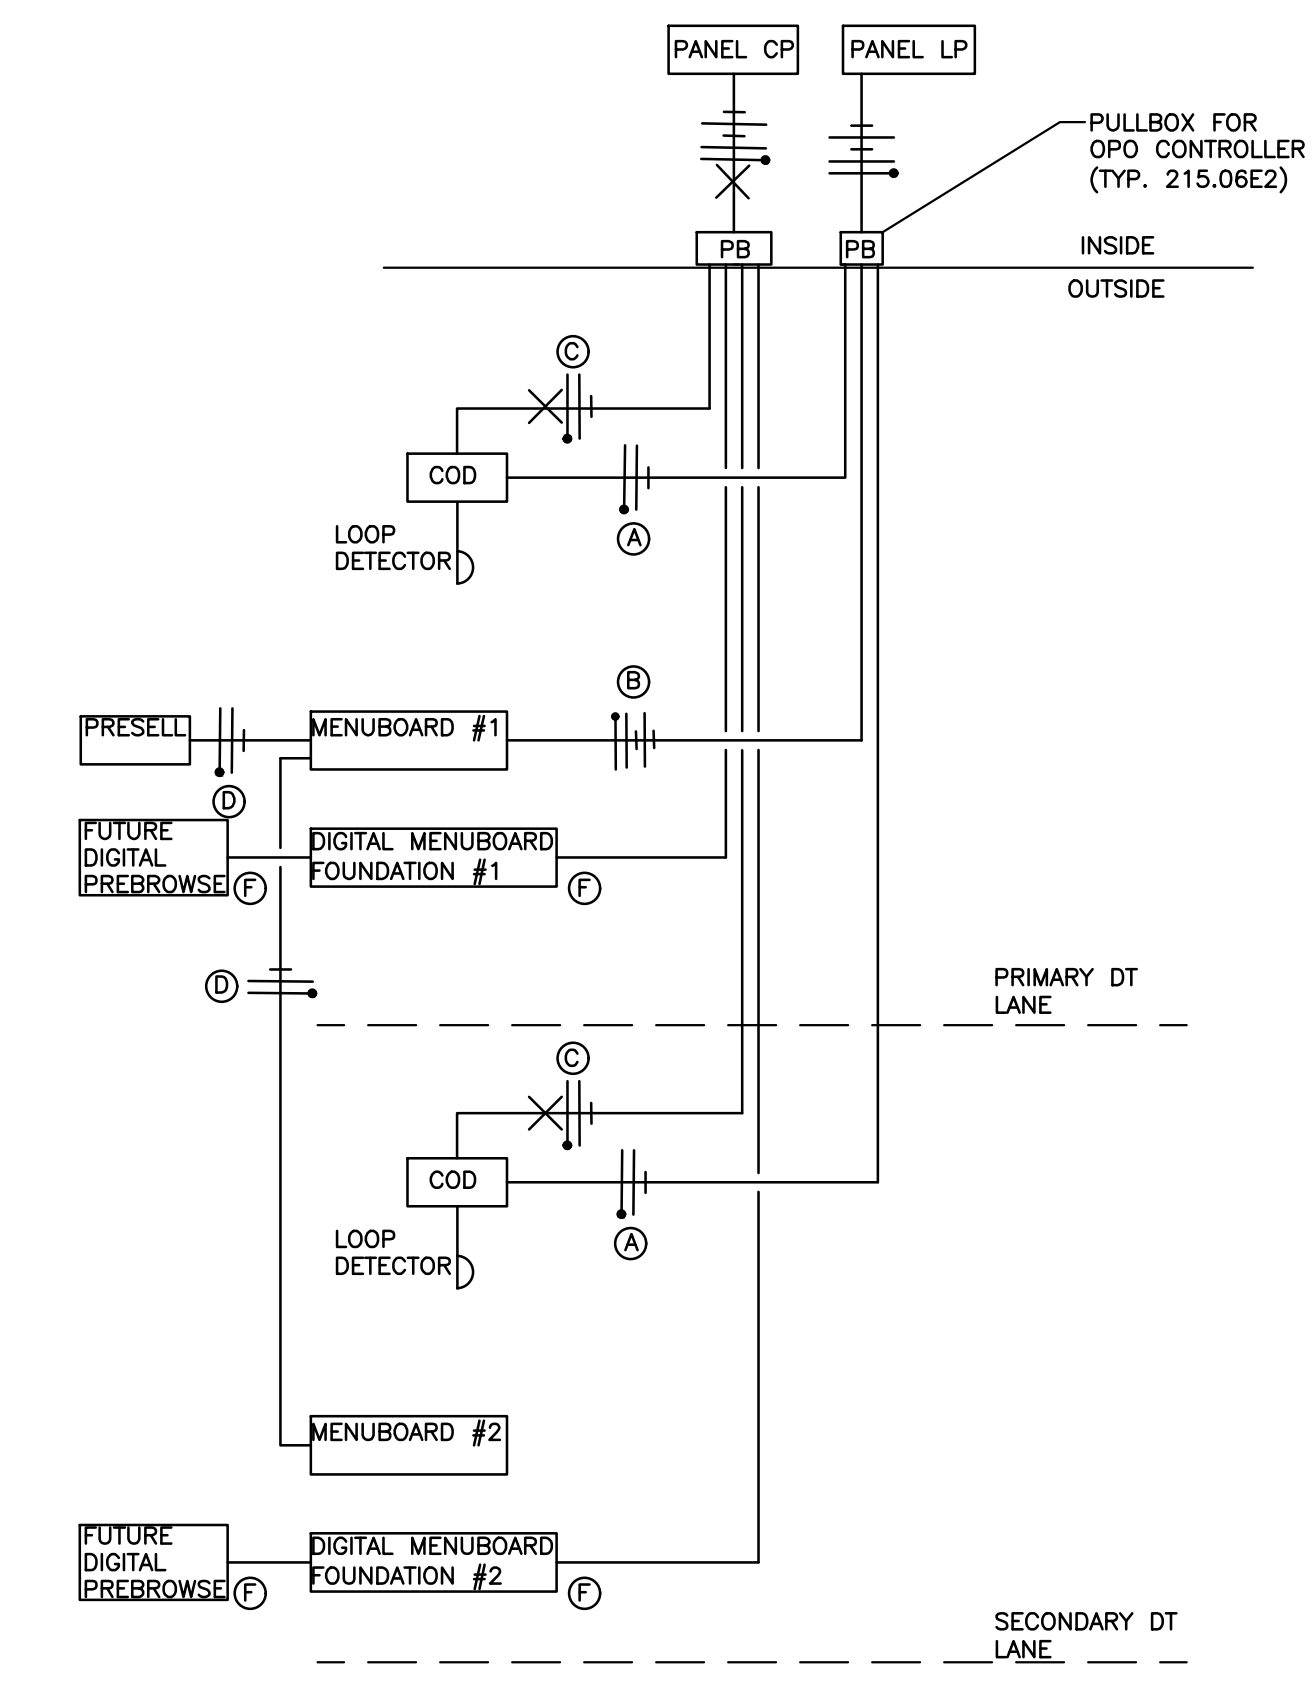 PANEL CP
PANEL LP
PULLBOX FOR
OPO CONTROLLER
(TYP. 215.06E2)
PB
PB
INSIDE
OUTSIDE
C
COD
A
LOOP
DETECTOR
B
PRESELL
MENUBOARD #1
D
FUTURE
DIGITAL
PREBROWSE
F
DIGITAL MENUBOARD
FOUNDATION #1
F
D
PRIMARY DT
LANE
C
COD
A
LOOP
DETECTOR
MENUBOARD #2
FUTURE
DIGITAL
PREBROWSE
F
DIGITAL MENUBOARD
FOUNDATION #2
F
SECONDARY DT
LANE